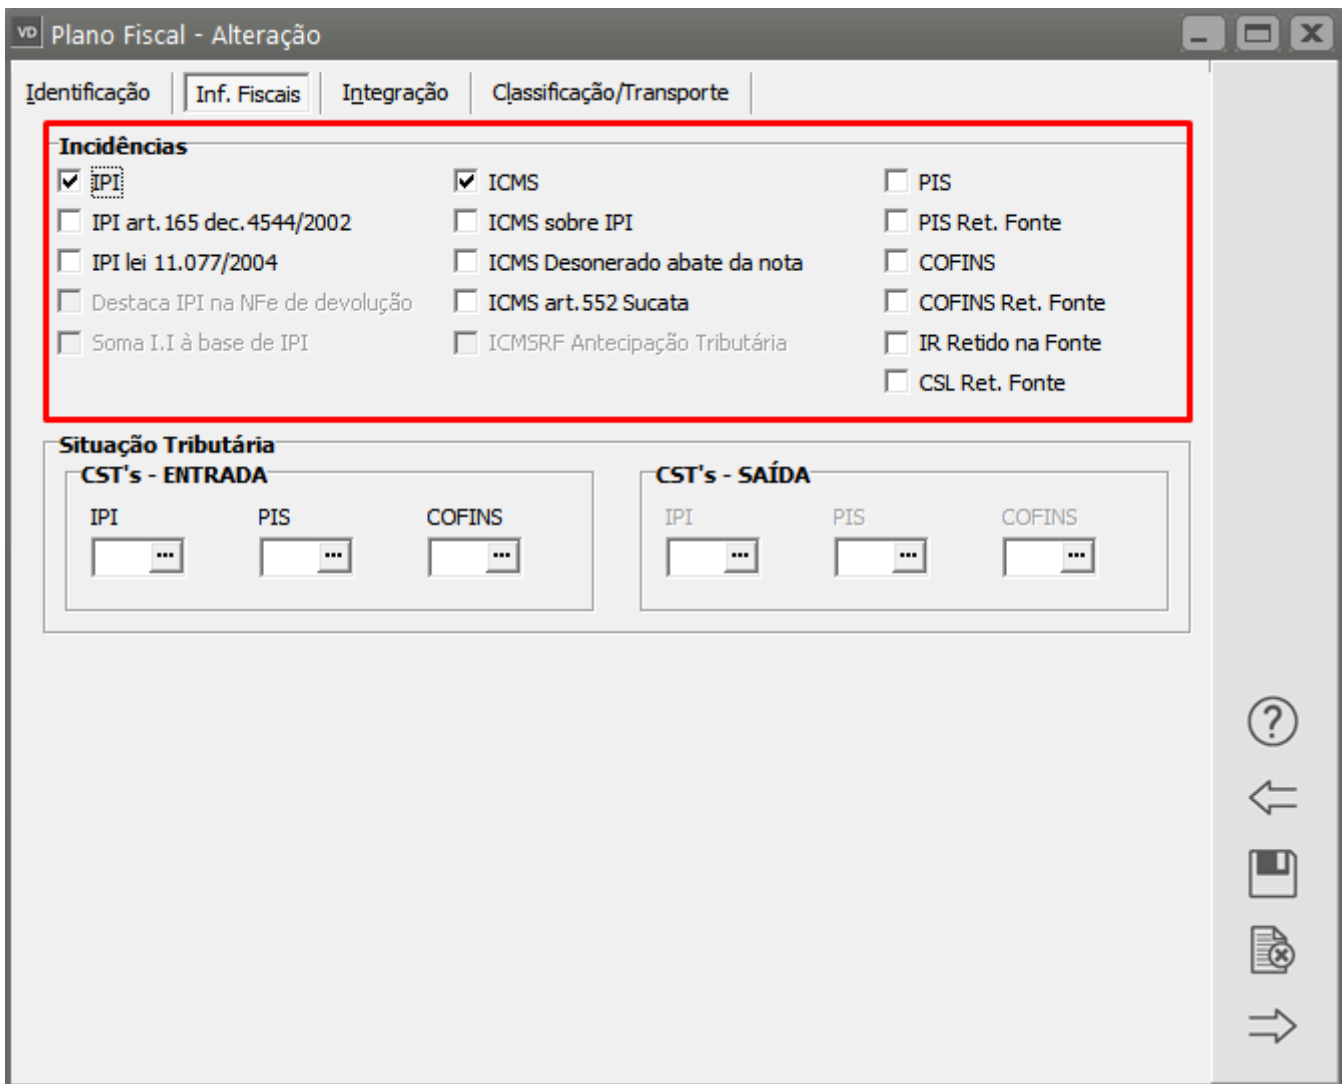 VD Plano Fiscal - Alteração
Identificação Inf. Fiscais Integração Classificação/Transporte
Incidências
IPI ICMS PIS
IPI art.165 dec.4544/2002 ICMS sobre IPI PIS Ret. Fonte
IPI lei 11.077/2004 ICMS Desonerado abate da nota COFINS
Destaca IPI na NFe de devolução ICMS art.552 Sucata COFINS Ret. Fonte
Soma I.I à base de IPI ICMSRF Antecipação Tributária IR Retido na Fonte
CSL Ret. Fonte
Situação Tributária
CST's - ENTRADA CST's - SAÍDA
IPI PIS COFINS IPI PIS COFINS
... ... ... ... ... ...